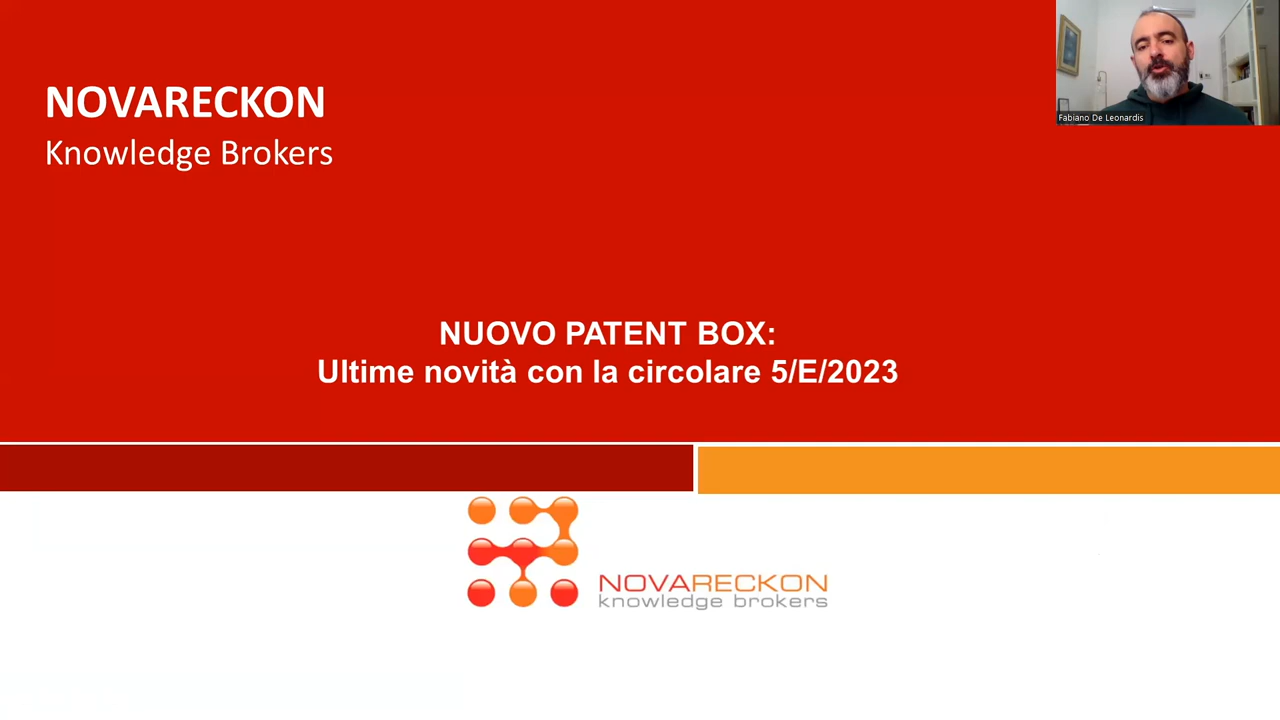 NOVARECKON
Knowledge Brokers
Fabiano De Leonardis
NUOVO PATENT BOX:
Ultime novità con la circolare 5/E/2023
NOVARECKON
knowledge brokers